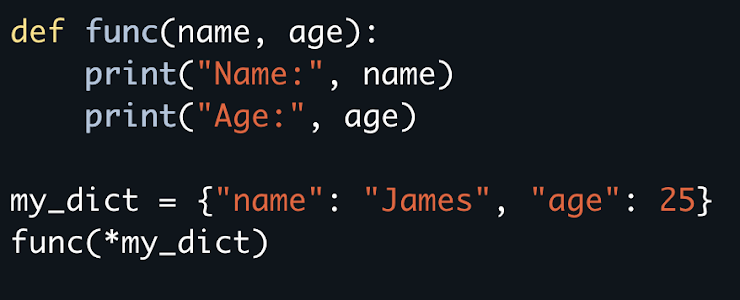 def func(name, age):
    print("Name:", name)
    print("Age:", age)

my_dict = {"name": "James", "age": 25}
func(*my_dict)